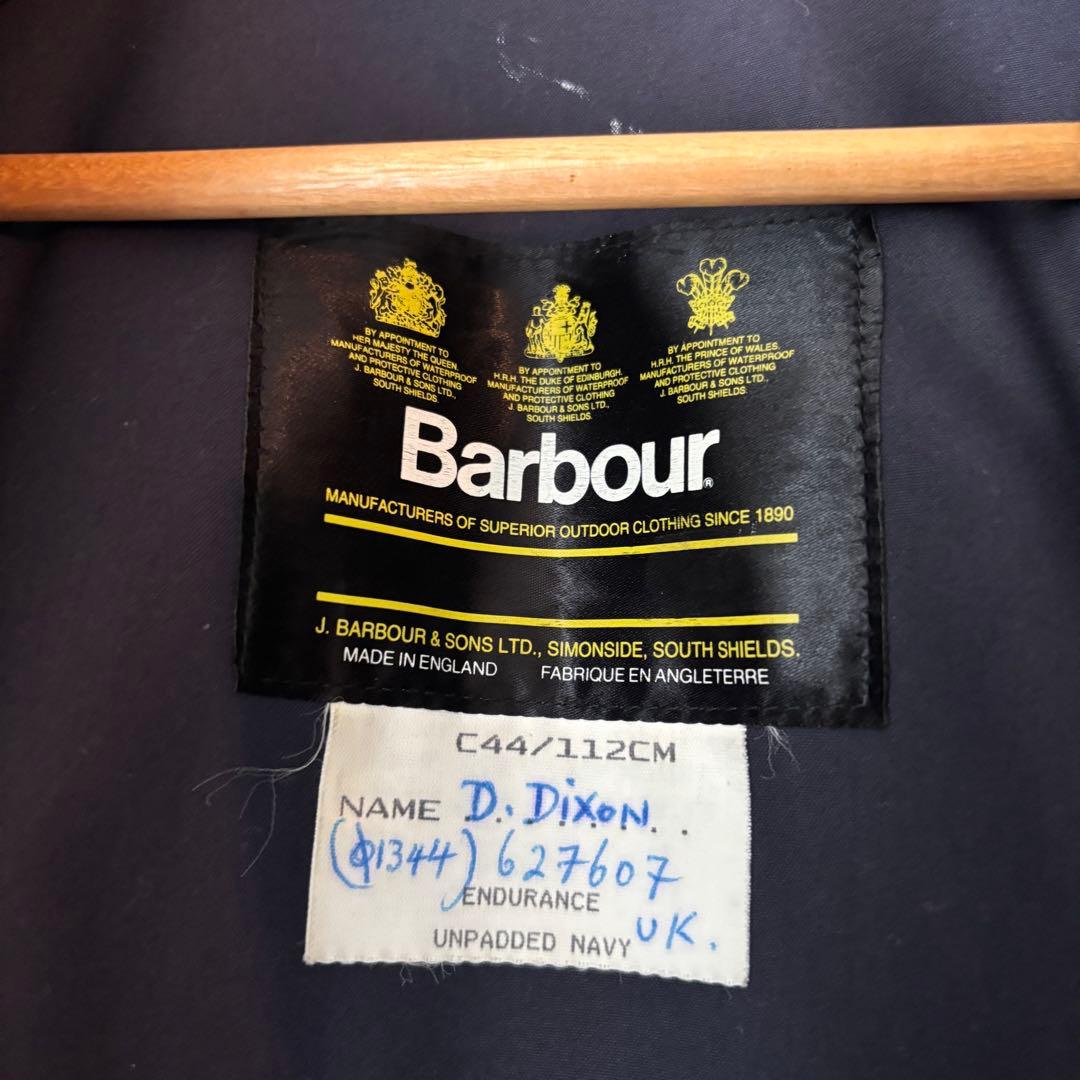 BY APPOINTMENT TO
HER MAJESTY THE QUEEN.
MANUFACTURERS OF WATERPROOF
AND PROTECTIVE CLOTHING
J. BARBOUR & SONS LTD.,
SOUTH SHIELDS.
BY APPOINTMENT TO
H.R.H. THE DUKE OF EDINBURGH.
MANUFACTURERS OF WATERPROOF
AND PROTECTIVE CLOTHING
J. BARBOUR & SONS LTD.,
SOUTH SHIELDS.
BY APPOINTMENT TO
H.R.H. THE PRINCE OF WALES.
MANUFACTURERS OF WATERPROOF
AND PROTECTIVE CLOTHING
J. BARBOUR & SONS LTD.,
SOUTH SHIELDS.
Barbour®
MANUFACTURERS OF SUPERIOR OUTDOOR CLOTHING SINCE 1890
J. BARBOUR & SONS LTD., SIMONSIDE, SOUTH SHIELDS.
MADE IN ENGLAND FABRIQUE EN ANGLETERRE
C44/112CM
NAME D. DIXON
(01344) 627607
ENDURANCE
UNPADDED NAVY UK.